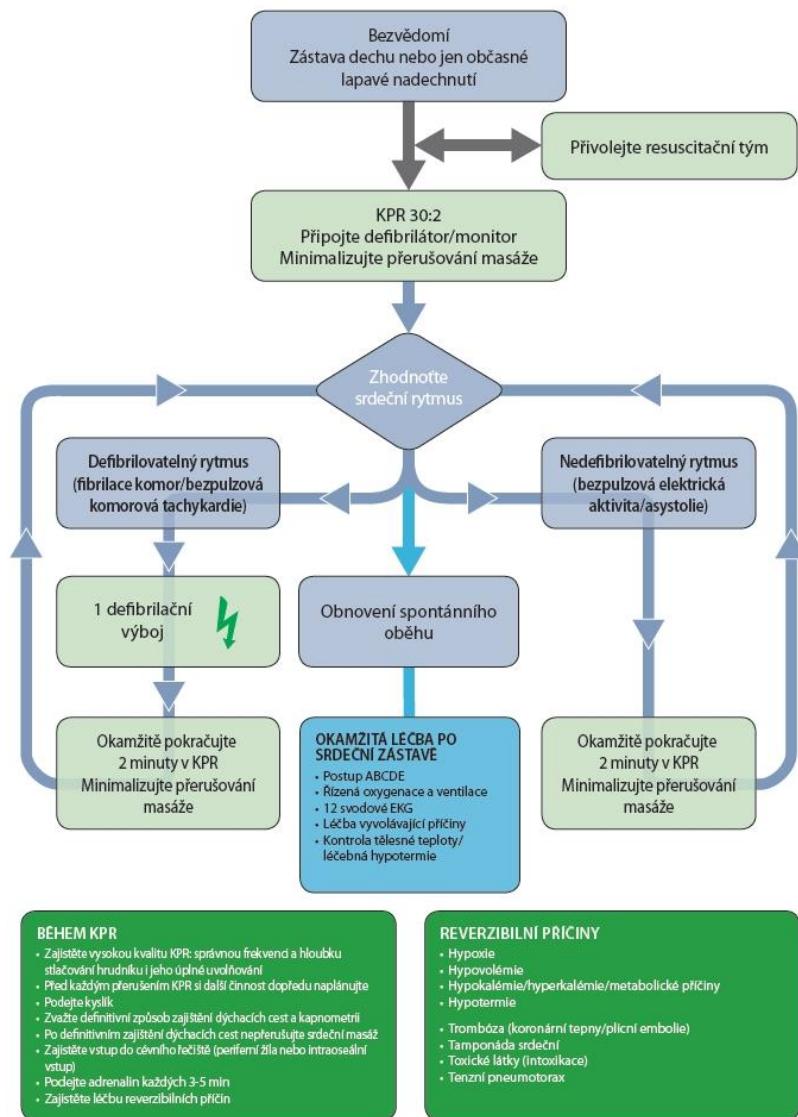 Bezvědomí
Zástava dechu nebo jen občasné
lapavé nadechnutí
Přivolejte resuscitační tým
KPR 30:2
Připojte defibrilátor/monitor
Minimalizujte přerušování masáže
Zhodnoťte
srdeční rytmus
Defibrilovatelný rytmus
(fibrilace komor/bezpulzová
komorová tachykardie)
Nedefibrilovatelný rytmus
(bezpulzová elektrická
aktivita/asystolie)
1 defibrilační
výboj
Obnovení spontánního
oběhu
Okamžitě pokračujte
2 minuty v KPR
Minimalizujte přerušování
masáže
OKAMŽITÁ LÉČBA PO
SRDEČNÍ ZÁSTAVĚ
• Postup ABCDE
• Řízená oxygenace a ventilace
• 12 svodové EKG
• Léčba vyvolávající příčiny
• Kontrola tělesné teploty/
léčebná hypotermie
Okamžitě pokračujte
2 minuty v KPR
Minimalizujte přerušování
masáže
BĚHEM KPR
• Zajistěte vysokou kvalitu KPR: správnou frekvenci a hloubku
stlačování hrudníku i jeho úplné uvolňování
• Před každým přerušením KPR si další činnost dopředu naplánujte
• Podejte kyslík
• Zvažte definitivní způsob zajištění dýchacích cest a kapnometrii
• Po definitivním zajištění dýchacích cest nepřerušujte srdeční masáž
• Zajistěte vstup do cévního řečiště (periferní žíla nebo intraoseální
vstup)
• Podejte adrenalin každých 3-5 min
• Zajistěte léčbu reverzibilních příčin
REVERZIBILNÍ PŘÍČINY
• Hypoxie
• Hypovolémie
• Hypokalémie/hyperkalémie/metabolické příčiny
• Hypotermie
• Trombóza (koronární tepny/plicní embolie)
• Tamponáda srdeční
• Toxické látky (intoxikace)
• Tenzní pneumotorax